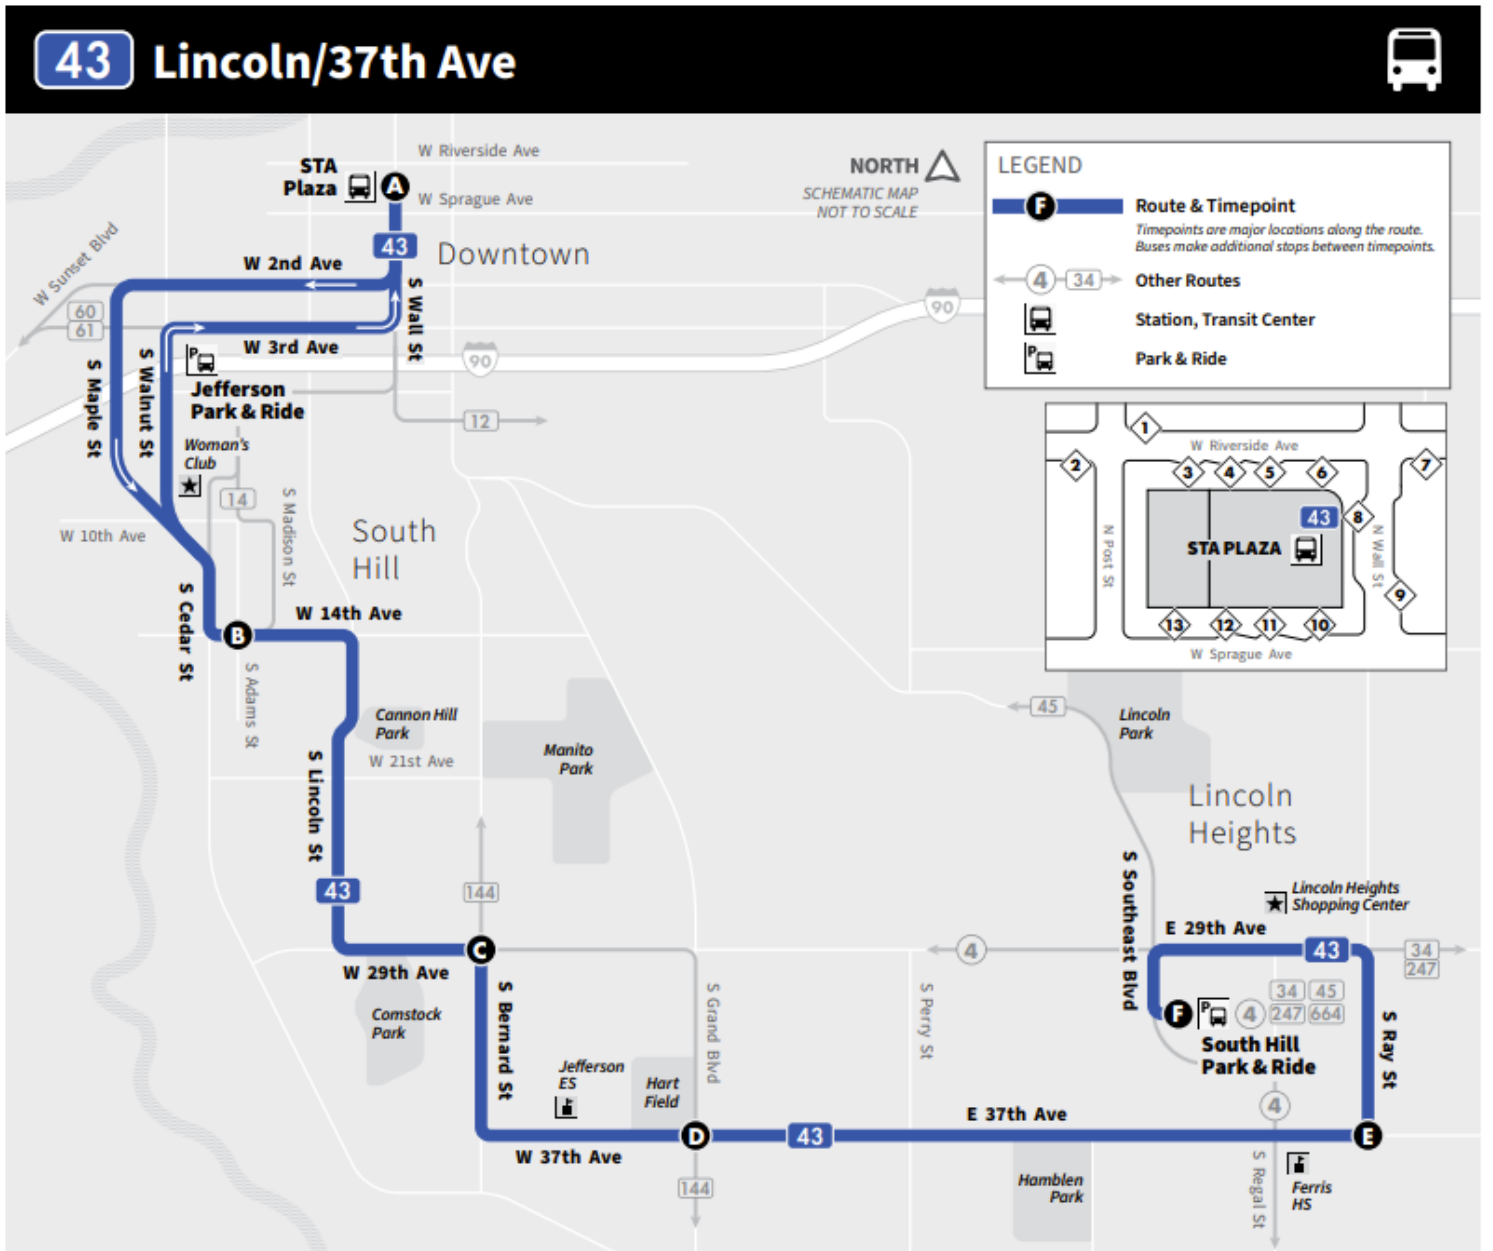 43 Lincoln/37th Ave
W Riverside Ave
STA
Plaza
A
W Sprague Ave
NORTH
SCHEMATIC MAP
NOT TO SCALE
LEGEND
F
Route & Timepoint
Timepoints are major locations along the route.
Buses make additional stops between timepoints.
4 34 Other Routes
Station, Transit Center
P
Park & Ride
43
Downtown
W Sunset Blvd
W 2nd Ave
60
61
S Wall St
W 3rd Ave
90
90
S Maple St
S Walnut St
P
Jefferson
Park & Ride
12
Woman's
Club
14
S Madison St
W 10th Ave
South
Hill
1
W Riverside Ave
2
3
4
5
6
7
43
8
N Post St
STA PLAZA
N Wall St
9
13
12
11
10
W Sprague Ave
S Cedar St
W 14th Ave
B
S Adams St
Cannon Hill
Park
W 21st Ave
Manito
Park
45
Lincoln
Park
S Lincoln St
Lincoln
Heights
43
144
S Southeast Blvd
Lincoln Heights
Shopping Center
E 29th Ave
C
4
43
34
247
W 29th Ave
S Bernard St
Comstock
Park
S Grand Blvd
S Perry St
F
P
4
34 45
247 664
South Hill
Park & Ride
S Ray St
Jefferson
ES
Hart
Field
4
E 37th Ave
D
43
E
W 37th Ave
144
Hamblen
Park
S Regal St
Ferris
HS